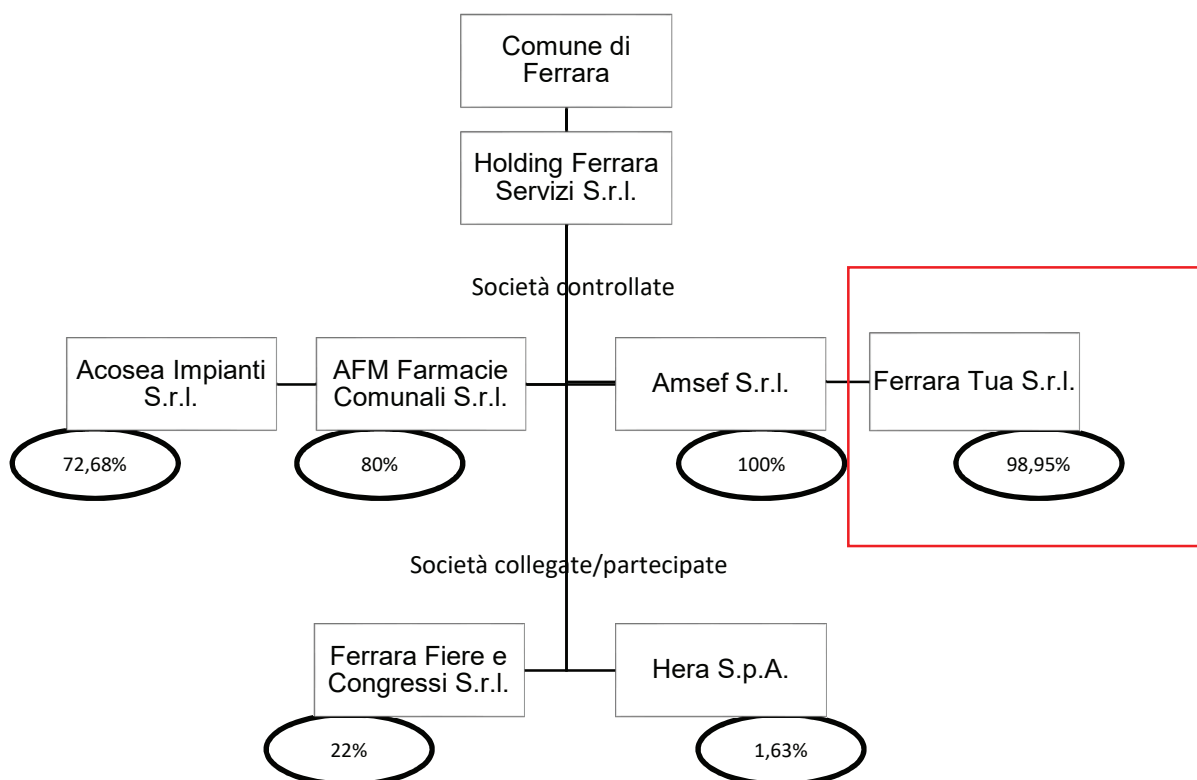 Comune di
Ferrara
Holding Ferrara
Servizi S.r.l.
Società controllate
Acosea Impianti
S.r.l.
AFM Farmacie
Comunali S.r.l.
Amsef S.r.l.
Ferrara Tua S.r.l.
72,68%
80%
100%
98,95%
Società collegate/partecipate
Ferrara Fiere e
Congressi S.r.l.
Hera S.p.A.
22%
1,63%